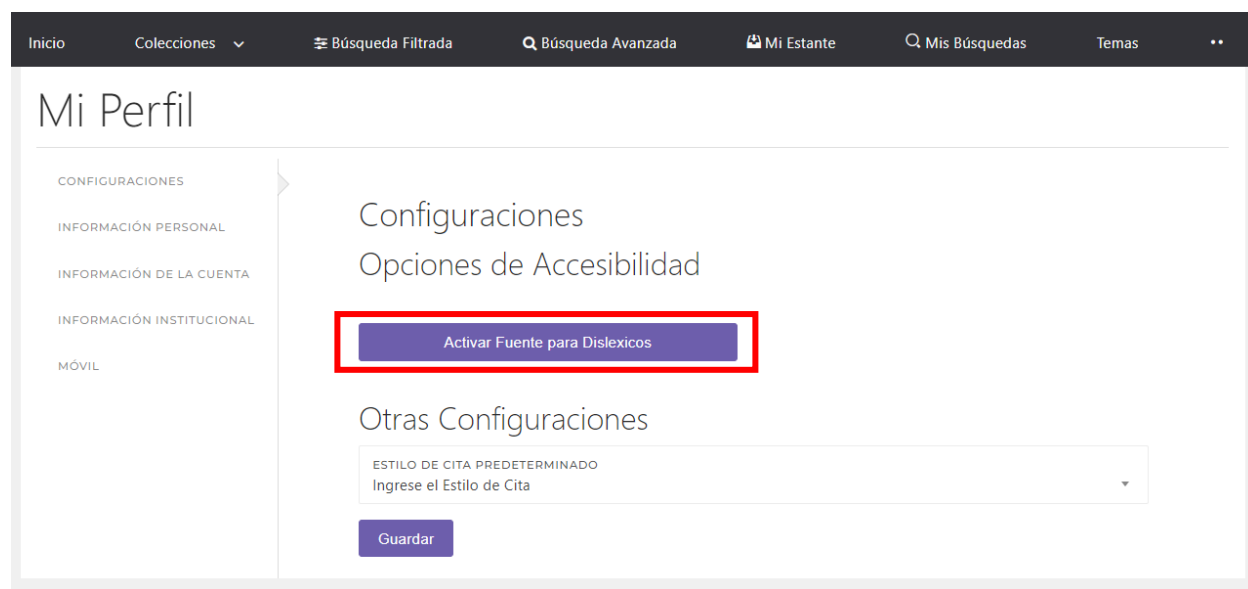 Inicio Colecciones Búsqueda Filtrada Búsqueda Avanzada Mi Estante Mis Búsquedas Temas
Mi Perfil
CONFIGURACIONES
INFORMACIÓN PERSONAL
INFORMACIÓN DE LA CUENTA
INFORMACIÓN INSTITUCIONAL
MÓVIL
Configuraciones
Opciones de Accesibilidad
Activar Fuente para Dislexicos
Otras Configuraciones
ESTILO DE CITA PREDETERMINADO
Ingrese el Estilo de Cita
Guardar